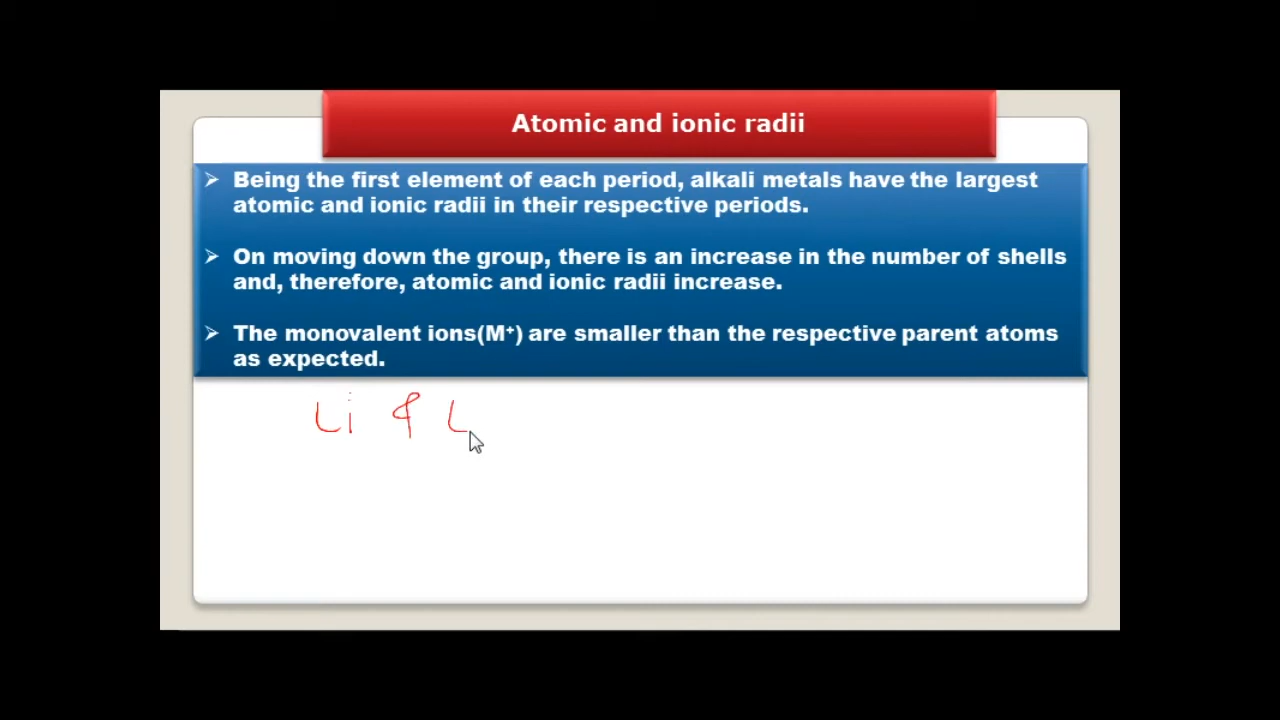 Atomic and ionic radii
➢ Being the first element of each period, alkali metals have the largest
atomic and ionic radii in their respective periods.
➢ On moving down the group, there is an increase in the number of shells
and, therefore, atomic and ionic radii increase.
➢ The monovalent ions(M⁺) are smaller than the respective parent atoms
as expected.
Li & L